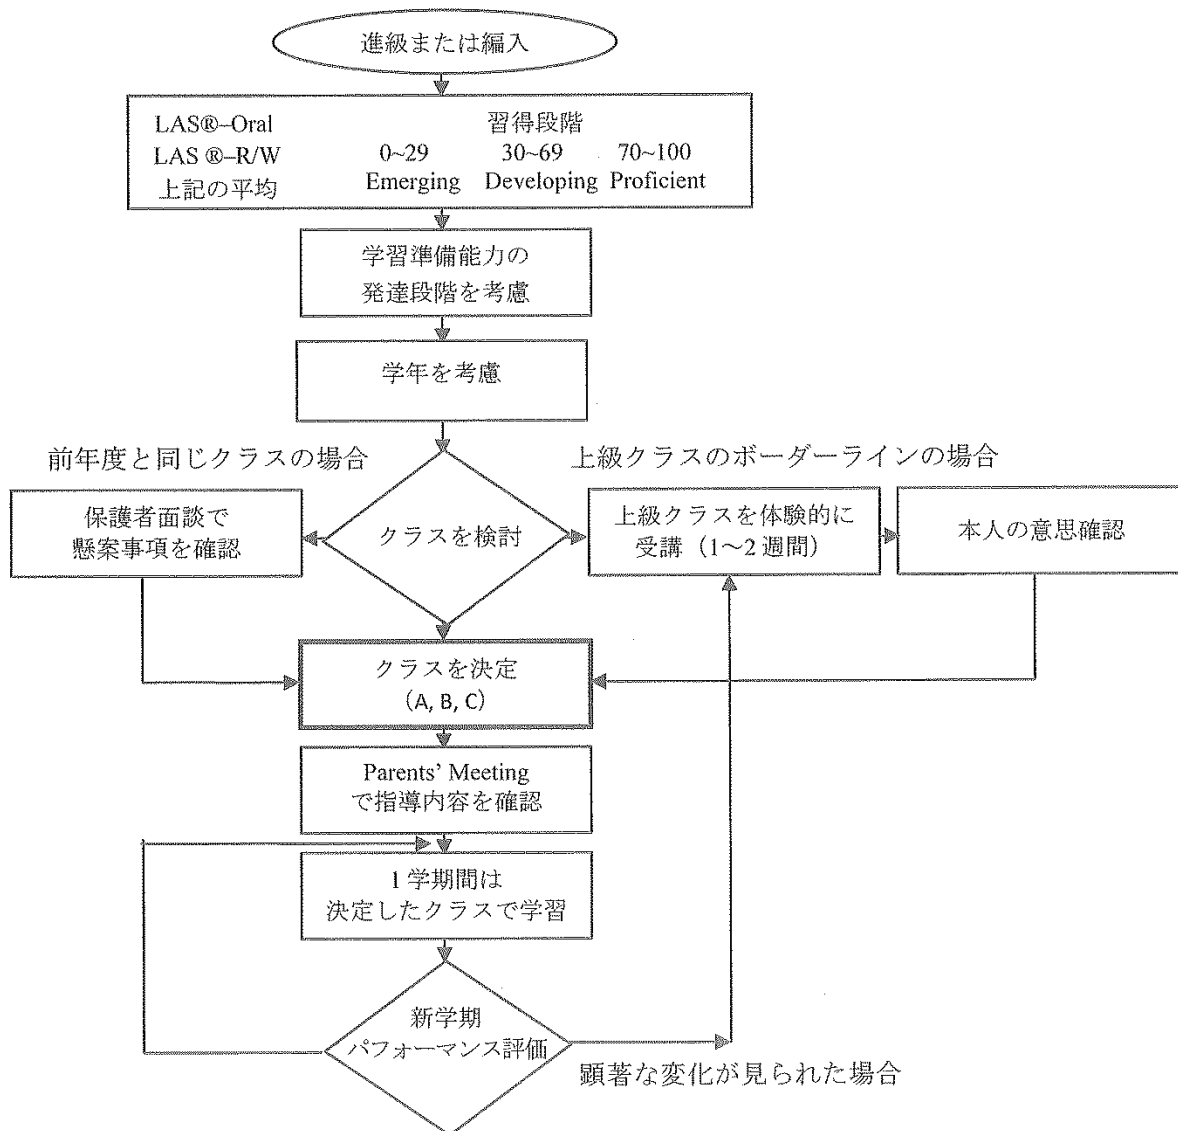 進級または編入
LAS®–Oral 習得段階
LAS ®–R/W 0~29 30~69 70~100
上記の平均 Emerging Developing Proficient
学習準備能力の
発達段階を考慮
学年を考慮
前年度と同じクラスの場合
上級クラスのボーダーラインの場合
保護者面談で
懸案事項を確認
クラスを検討
上級クラスを体験的に
受講（1～2 週間）
本人の意思確認
クラスを決定
（A, B, C）
Parents’ Meeting
で指導内容を確認
1 学期間は
決定したクラスで学習
新学期
パフォーマンス評価
顕著な変化が見られた場合